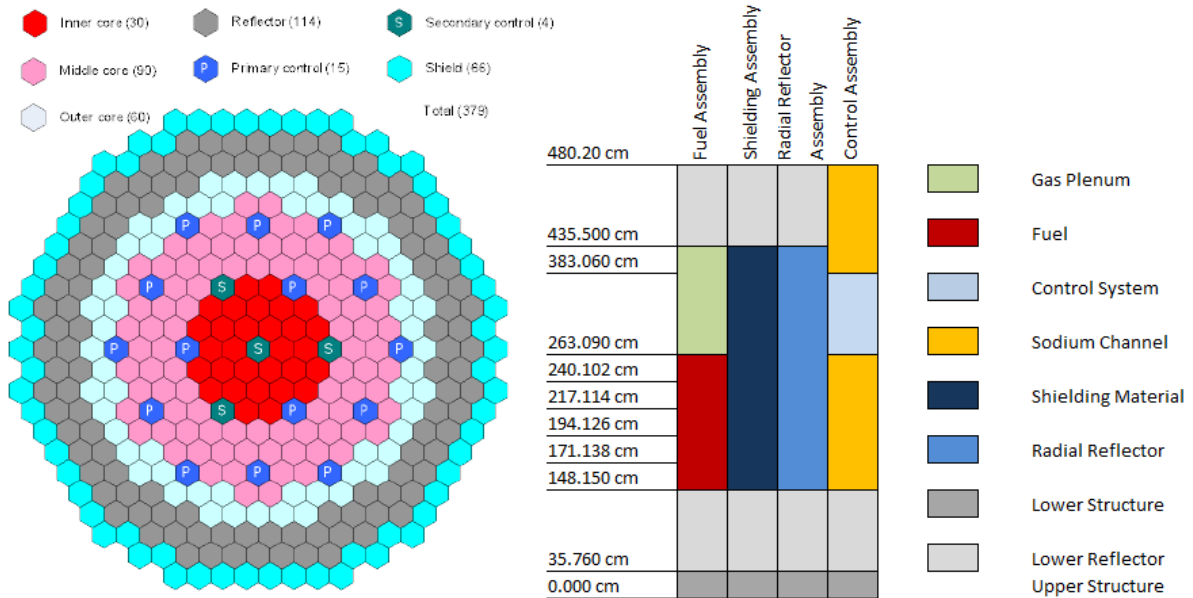 Inner core (30)
Reflector (114)
S
Secondary control (4)
Middle core (90)
P
Primary control (15)
Shield (66)
Outer core (60)
Total (379)
P
P
P
P
S
P
P
P
P
S
S
P
P
S
P
P
P
P
P
Fuel Assembly
Shielding Assembly
Radial Reflector
Assembly
Control Assembly
480.20 cm
435.500 cm
383.060 cm
263.090 cm
240.102 cm
217.114 cm
194.126 cm
171.138 cm
148.150 cm
35.760 cm
0.000 cm
Gas Plenum
Fuel
Control System
Sodium Channel
Shielding Material
Radial Reflector
Lower Structure
Lower Reflector
Upper Structure